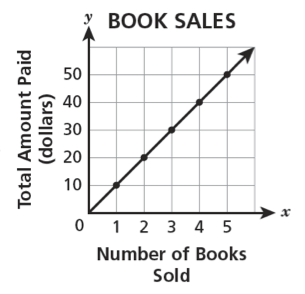 y
BOOK SALES
Total Amount Paid
(dollars)
50
40
30
20
10
0 1 2 3 4 5 x
Number of Books
Sold